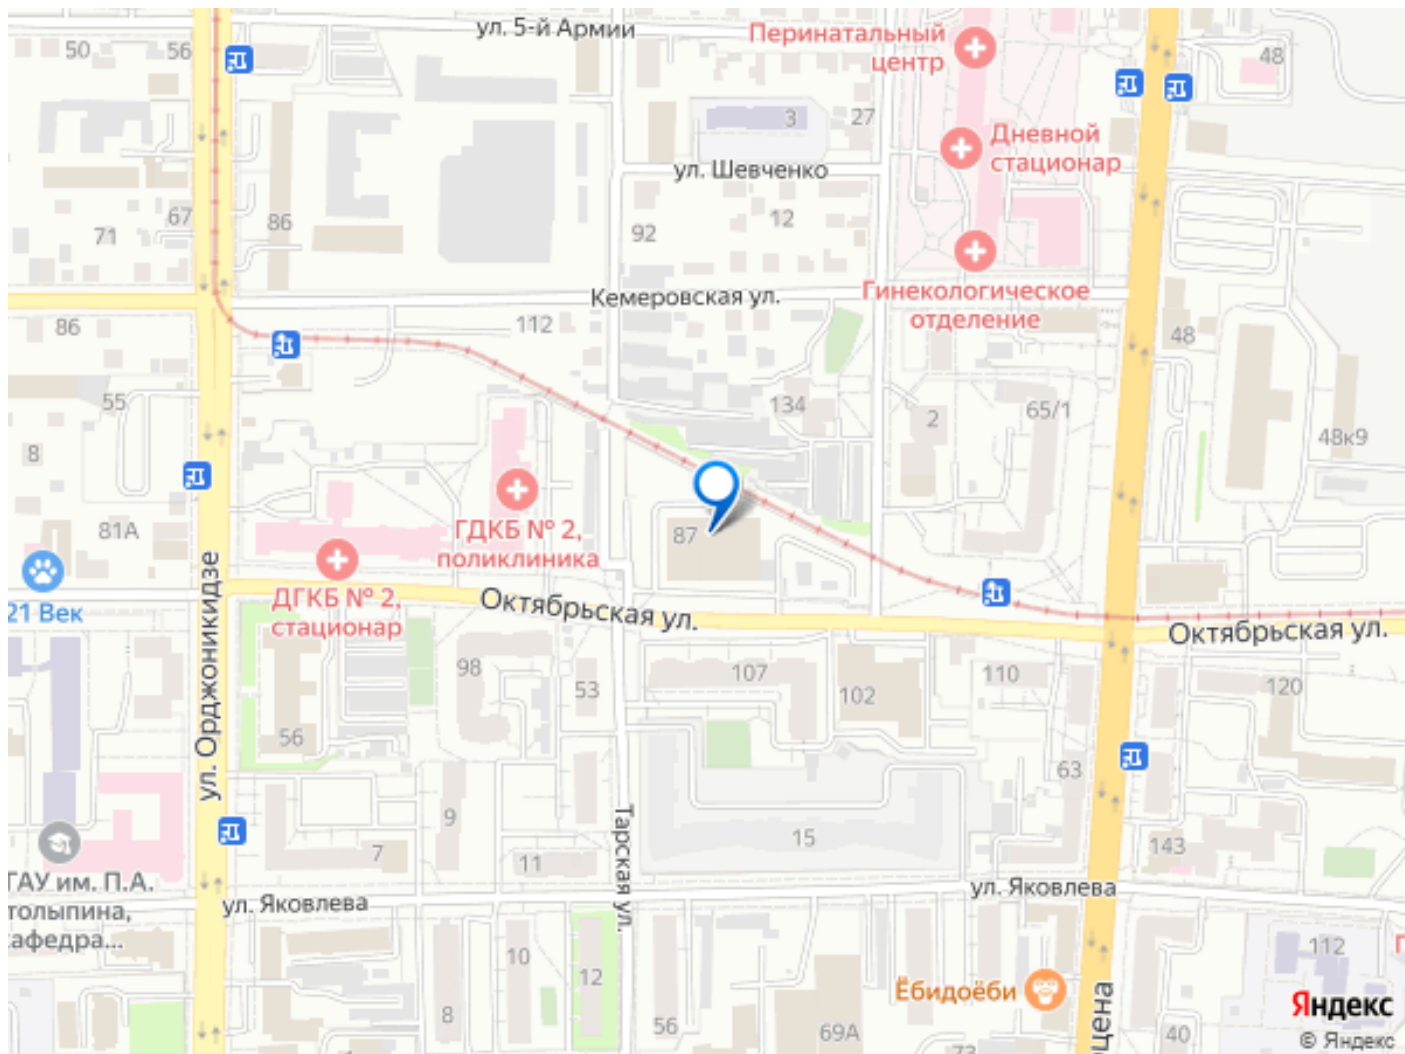 ул. 5-й Армии
Перинатальный
центр
50
56
48
3
27
Дневной
стационар
ул. Шевченко
67
86
71
92
12
Кемеровская ул.
Гинекологическое
отделение
86
112
48
55
134
2
65/1
8
48к9
81А
ГДКБ № 2,
поликлиника
87
21 Век
ДГКБ № 2,
стационар
Октябрьская ул.
Октябрьская ул.
ул. Орджоникидзе
98
53
107
102
110
120
56
63
9
7
11
15
143
Тарская ул.
ГАУ им. П.А.
толыпина,
кафедра...
ул. Яковлева
ул. Яковлева
10
12
8
56
69А
Ёбидоёби
73
40
112
рцена
Яндекс
© Яндекс